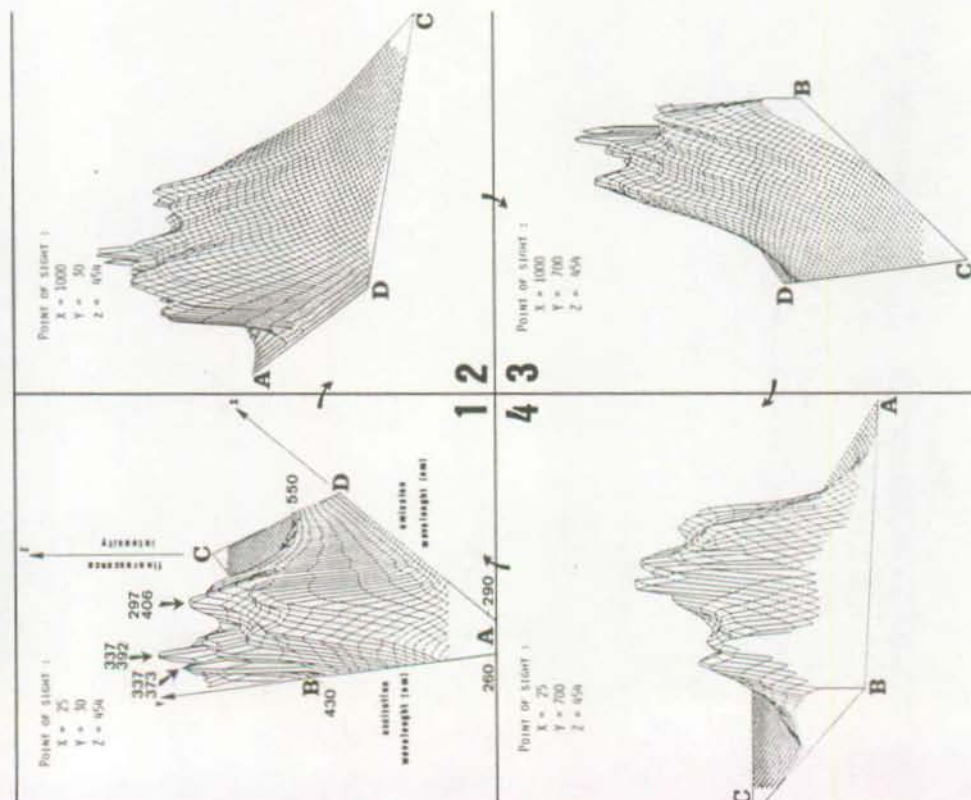 POINT OF SIGHT :
X = 25
Y = 30
Z = 454
337
373
337
392
297
406
Z
fluorescence
intensity
C
Y
B
430
excitation
wavelenght (nm)
260
A
290
emission
wavelenght (nm)
D
550
X
1
POINT OF SIGHT :
X = 1000
Y = 30
Z = 454
A
D
C
2
POINT OF SIGHT :
X = 25
Y = 700
Z = 454
C
B
A
4
POINT OF SIGHT :
X = 1000
Y = 700
Z = 454
D
C
B
3